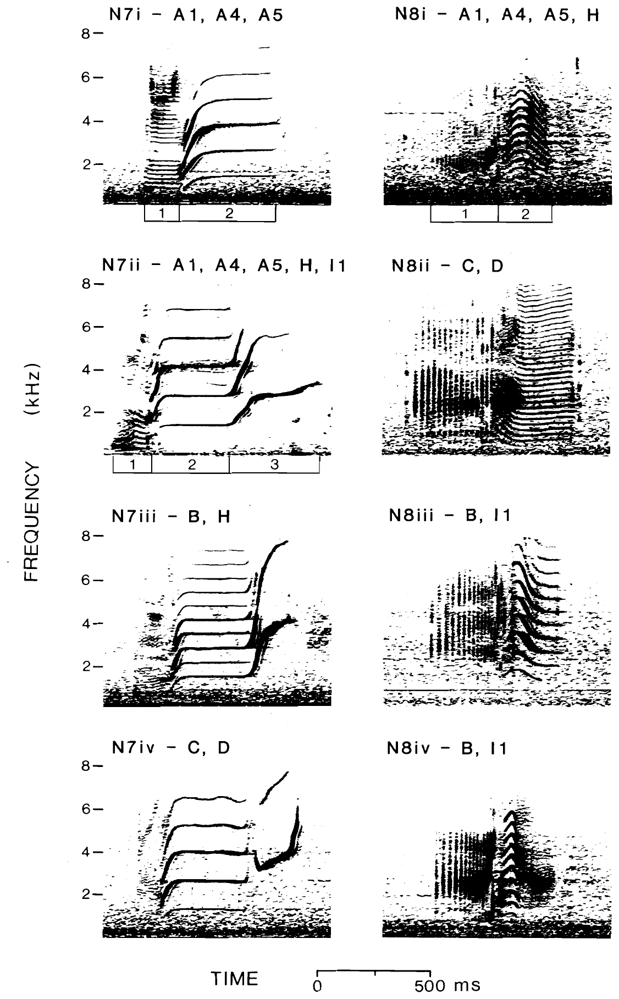 N7i - A1, A4, A5
N8i - A1, A4, A5, H
8
6
4
2
1 2
1 2
N7ii - A1, A4, A5, H, I1
N8ii - C, D
8
6
4
2
1 2 3
N7iii - B, H
N8iii - B, I1
8
6
4
2
N7iv - C, D
N8iv - B, I1
8
6
4
2
FREQUENCY (kHz)
TIME
0 500 ms